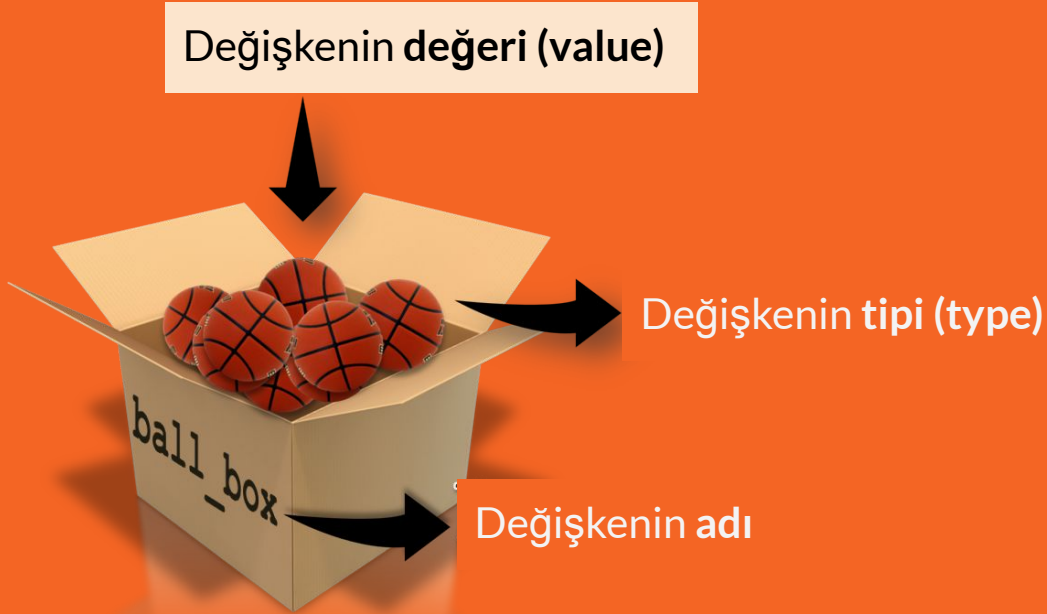 Değişkenin değeri (value)
Değişkenin tipi (type)
ball_box
Değişkenin adı